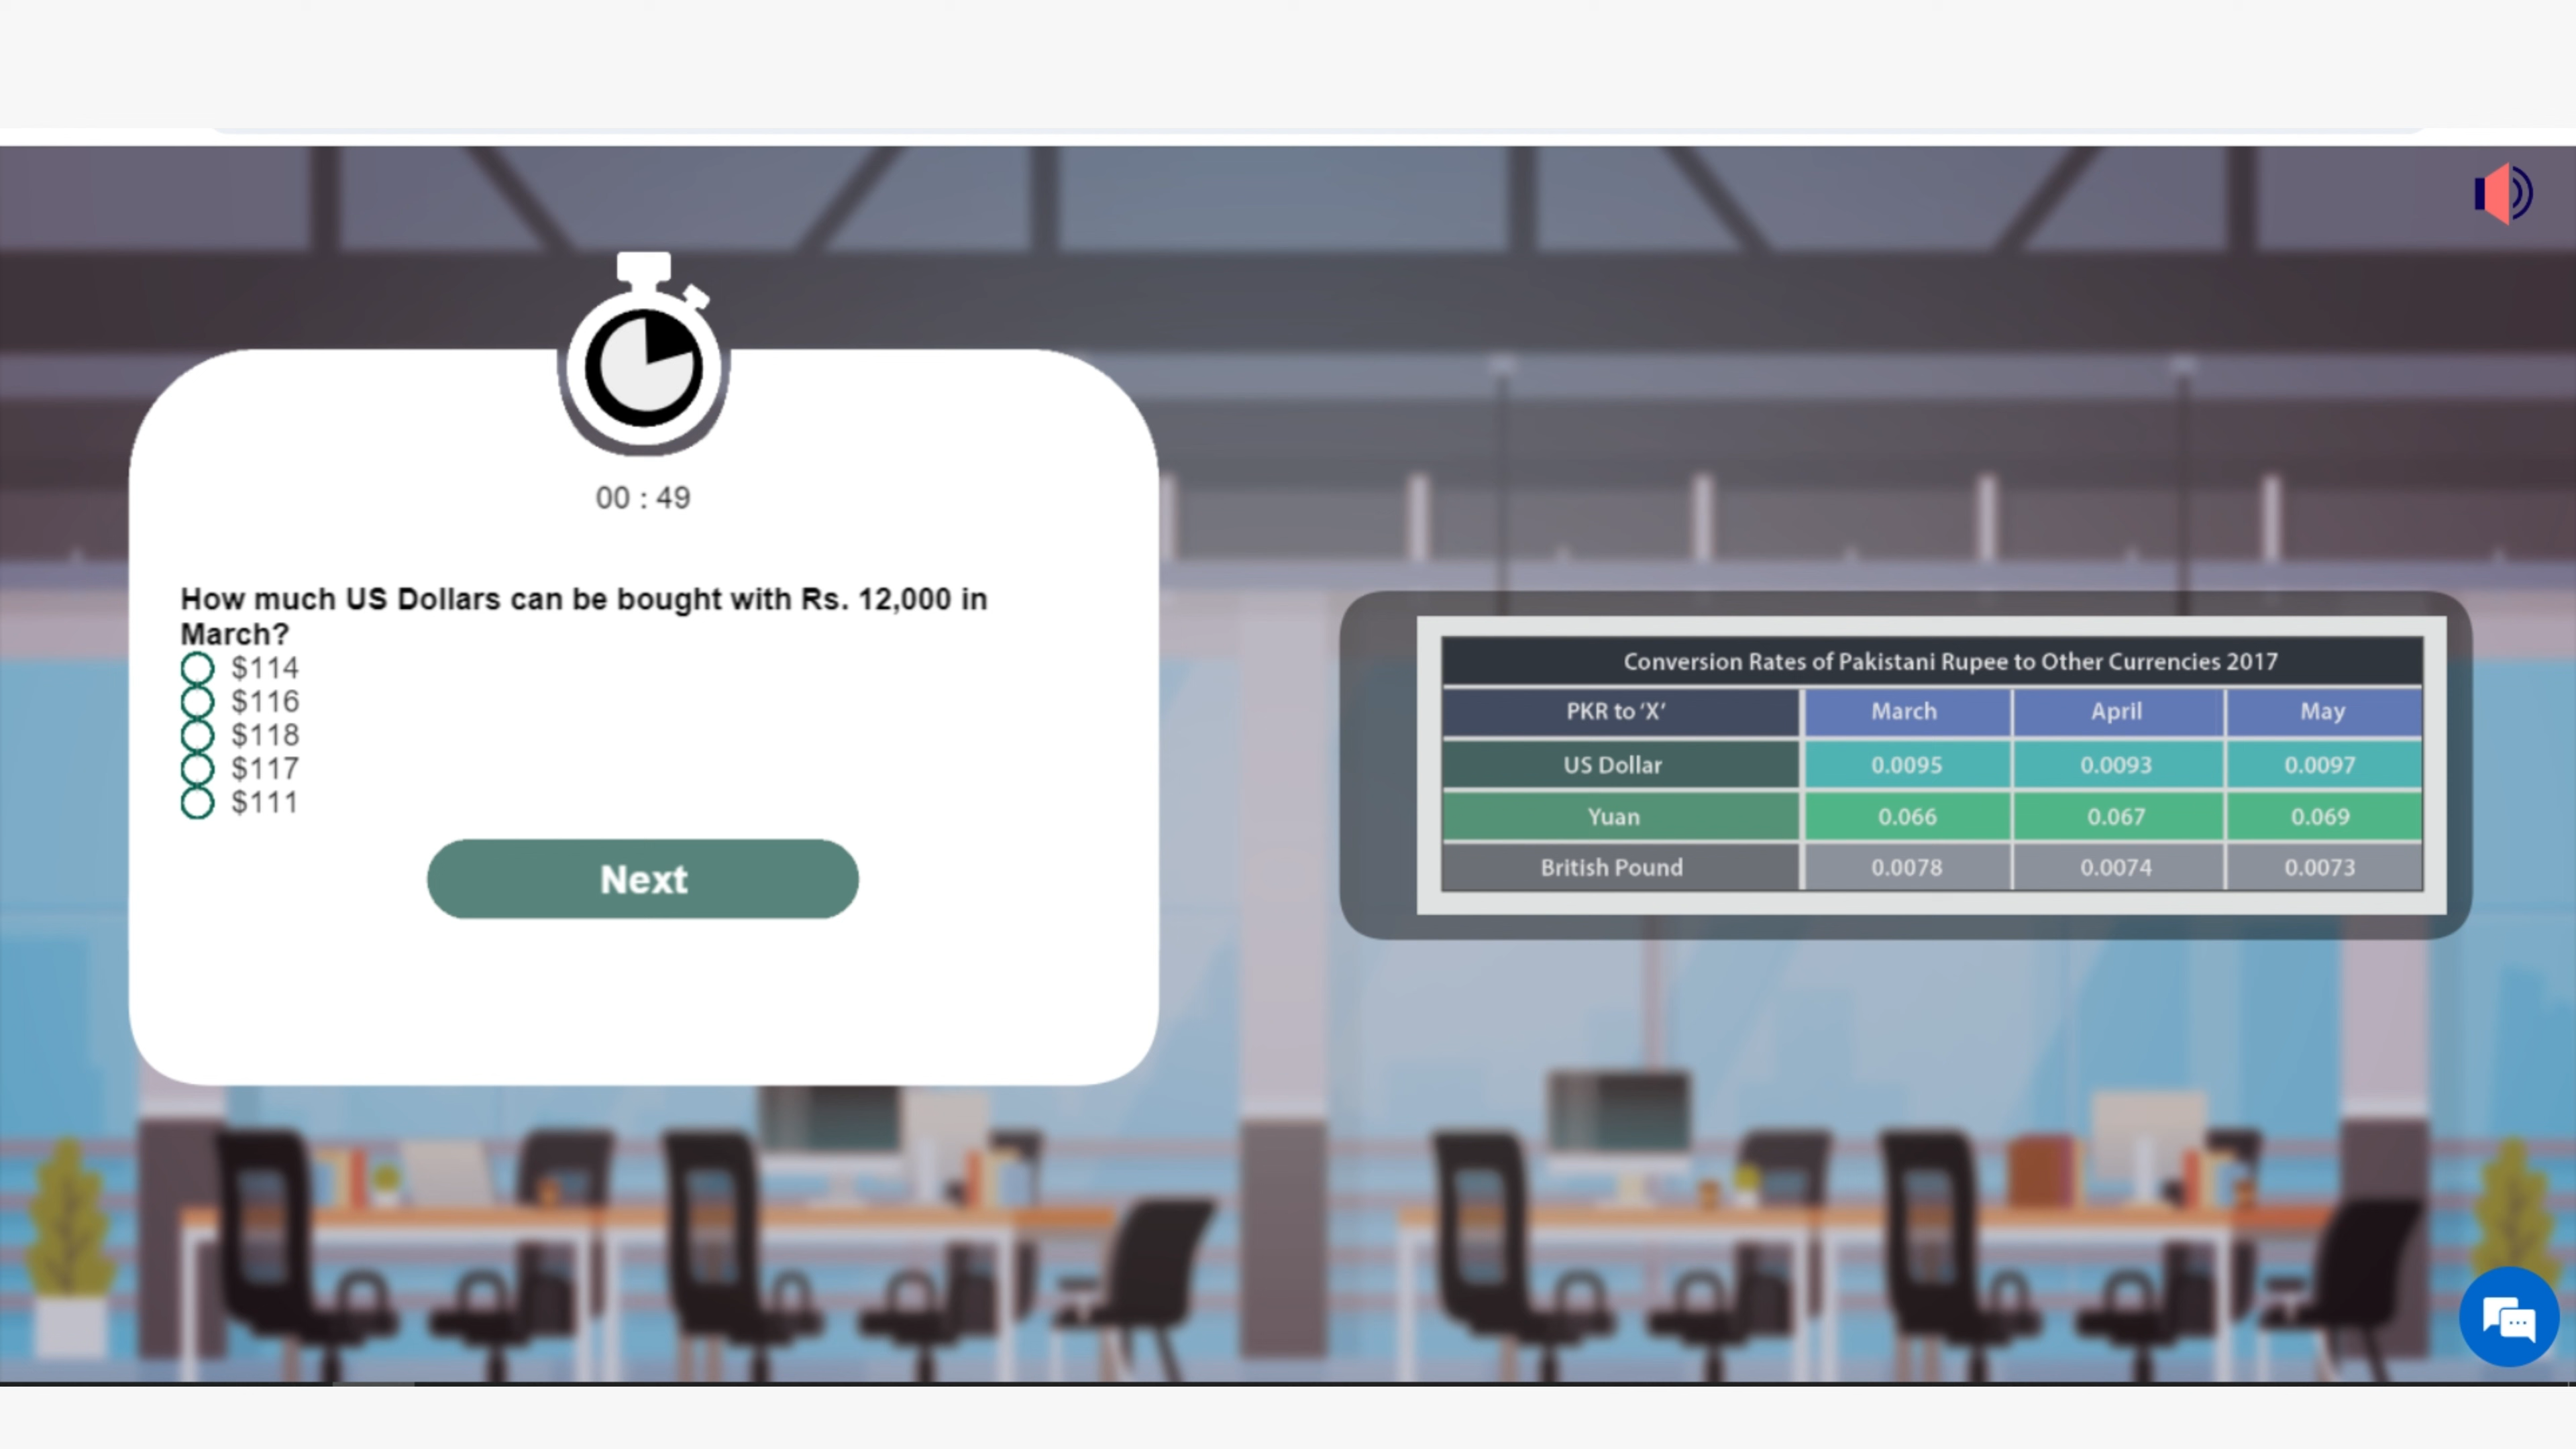 00 : 49
How much US Dollars can be bought with Rs. 12,000 in
March?
$114
$116
$118
$117
$111
Next
Conversion Rates of Pakistani Rupee to Other Currencies 2017
PKR to ‘X’ March April May
US Dollar 0.0095 0.0093 0.0097
Yuan 0.066 0.067 0.069
British Pound 0.0078 0.0074 0.0073